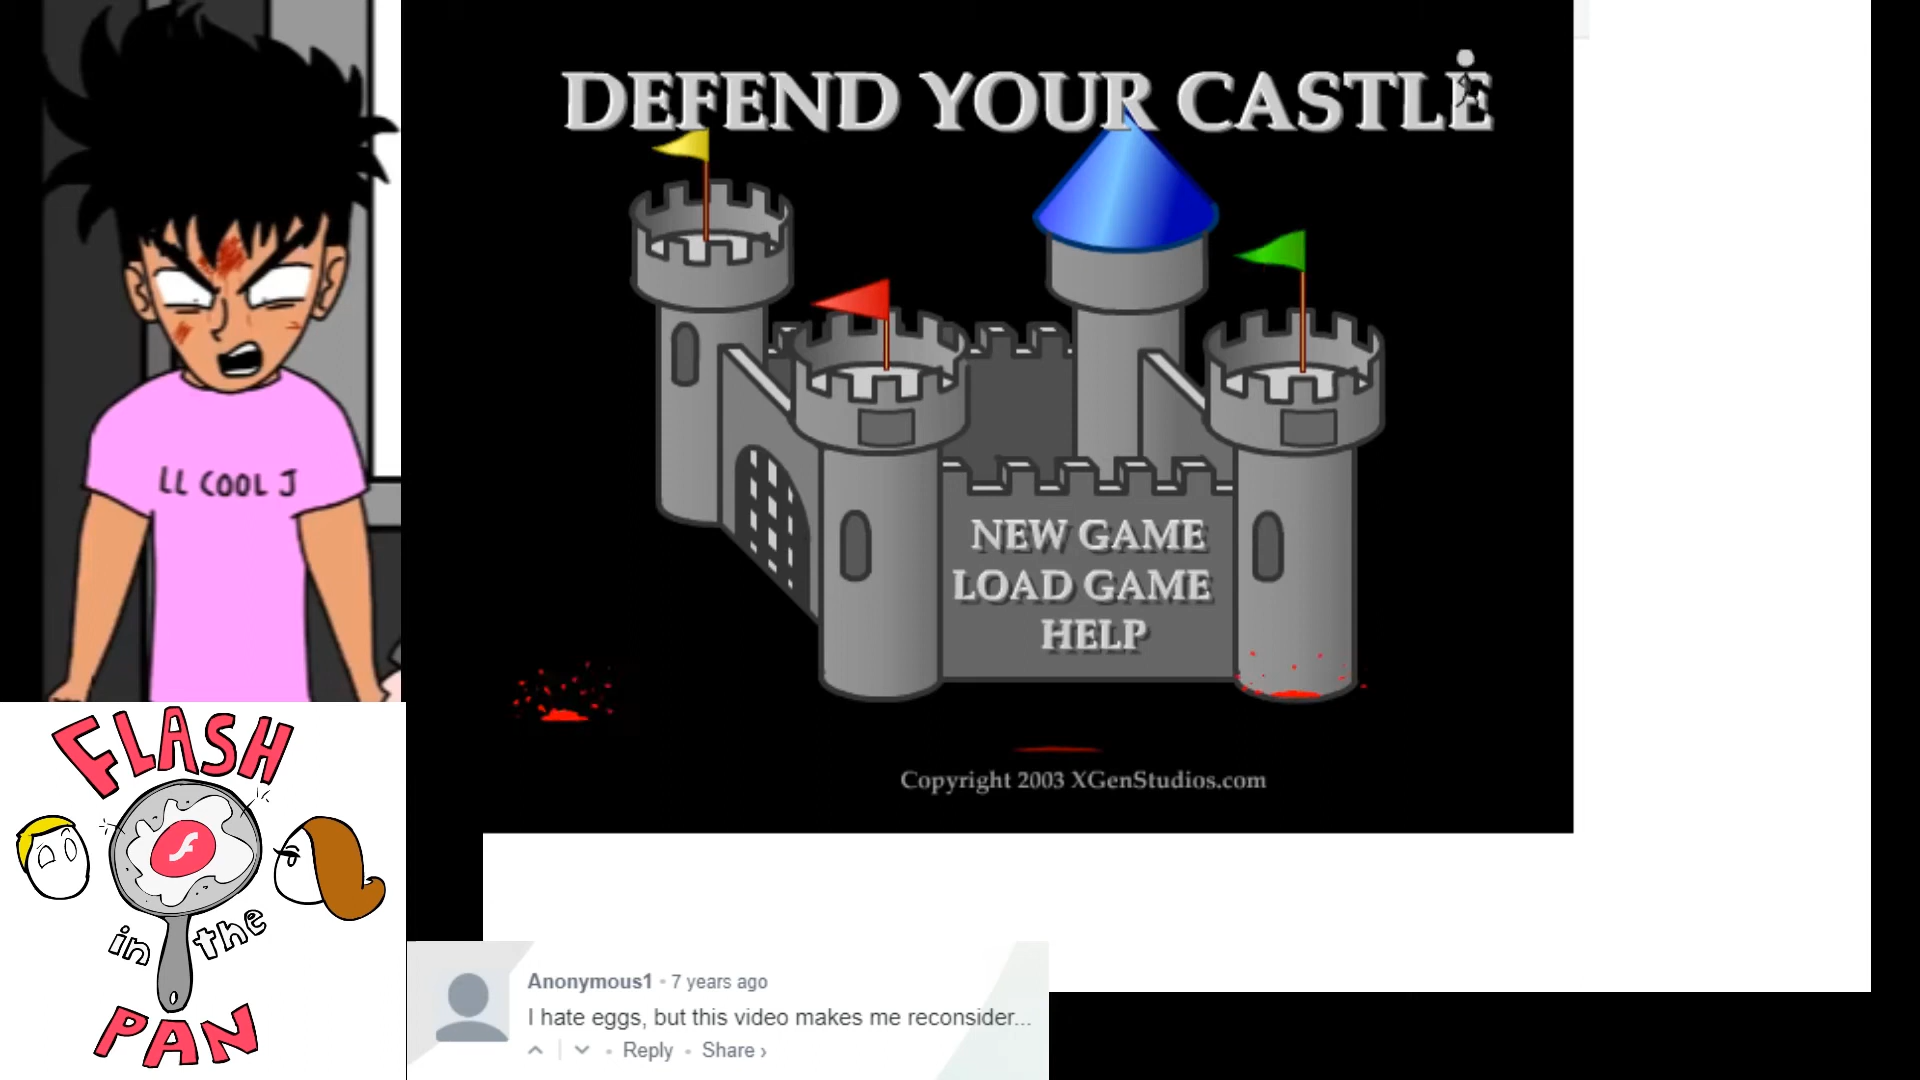 DEFEND YOUR CASTLE
NEW GAME
LOAD GAME
HELP
Copyright 2003 XGenStudios.com
LL COOL J
FLASH
in the
PAN
Anonymous1 • 7 years ago
I hate eggs, but this video makes me reconsider...
• Reply • Share ›